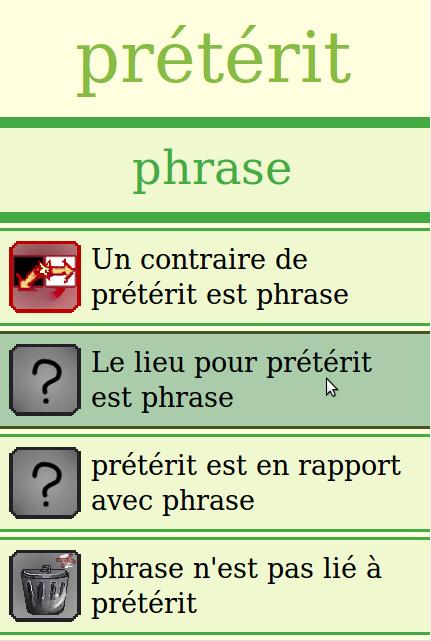 prétérit
phrase
Un contraire de
prétérit est phrase
?
Le lieu pour prétérit
est phrase
?
prétérit est en rapport
avec phrase
phrase n'est pas lié à
prétérit